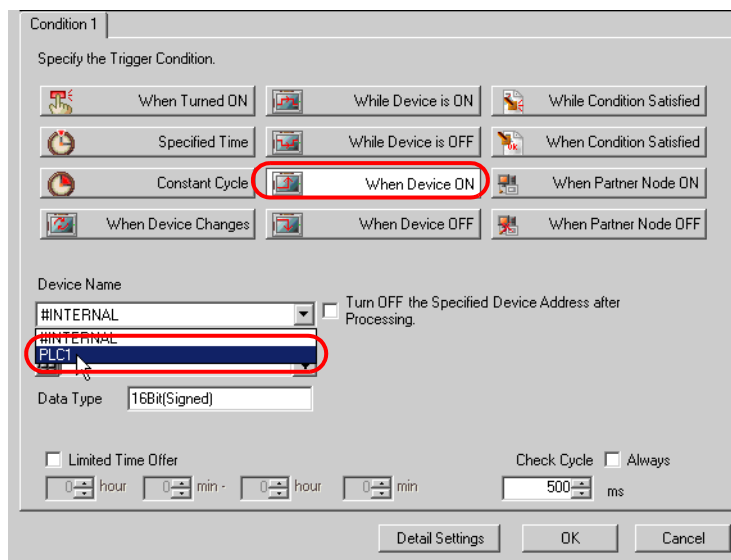 Condition 1
Specify the Trigger Condition.
When Turned ON While Device is ON While Condition Satisfied
Specified Time While Device is OFF When Condition Satisfied
Constant Cycle When Device ON When Partner Node ON
When Device Changes When Device OFF When Partner Node OFF
Device Name
#INTERNAL Turn OFF the Specified Device Address after
Processing.
#INTERNAL
PLC1
Data Type 16Bit(Signed)
Limited Time Offer Check Cycle Always
0 hour 0 min - 0 hour 0 min 500 ms
Detail Settings OK Cancel